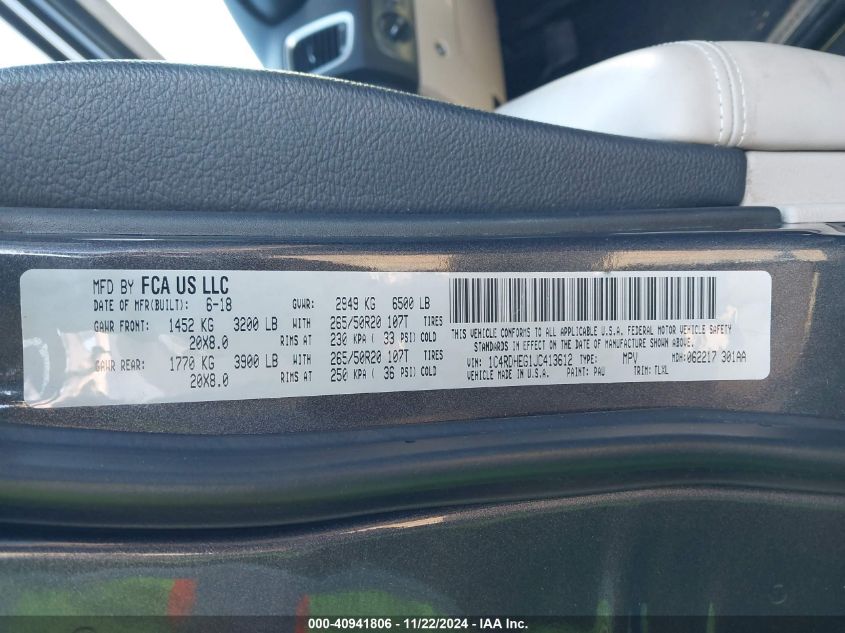 MFD BY FCA US LLC
DATE OF MFR(BUILT): 6-18 GVWR: 2949 KG 6500 LB
GAWR FRONT: 1452 KG 3200 LB WITH 265/50R20 107T TIRES
20X8.0 RIMS AT 230 KPA ( 33 PSI) COLD
GAWR REAR: 1770 KG 3900 LB WITH 265/50R20 107T TIRES
20X8.0 RIMS AT 250 KPA ( 36 PSI) COLD
THIS VEHICLE CONFORMS TO ALL APPLICABLE U.S.A. FEDERAL MOTOR VEHICLE SAFETY
STANDARDS IN EFFECT ON THE DATE OF MANUFACTURE SHOWN ABOVE.
VIN: 1C4RDHEG1JC413612 TYPE: MPV MDH: 062217 301AA
VEHICLE MADE IN U.S.A. PAINT: PAU TRIM: TLXL
000-40941806 - 11/22/2024 - IAA Inc.